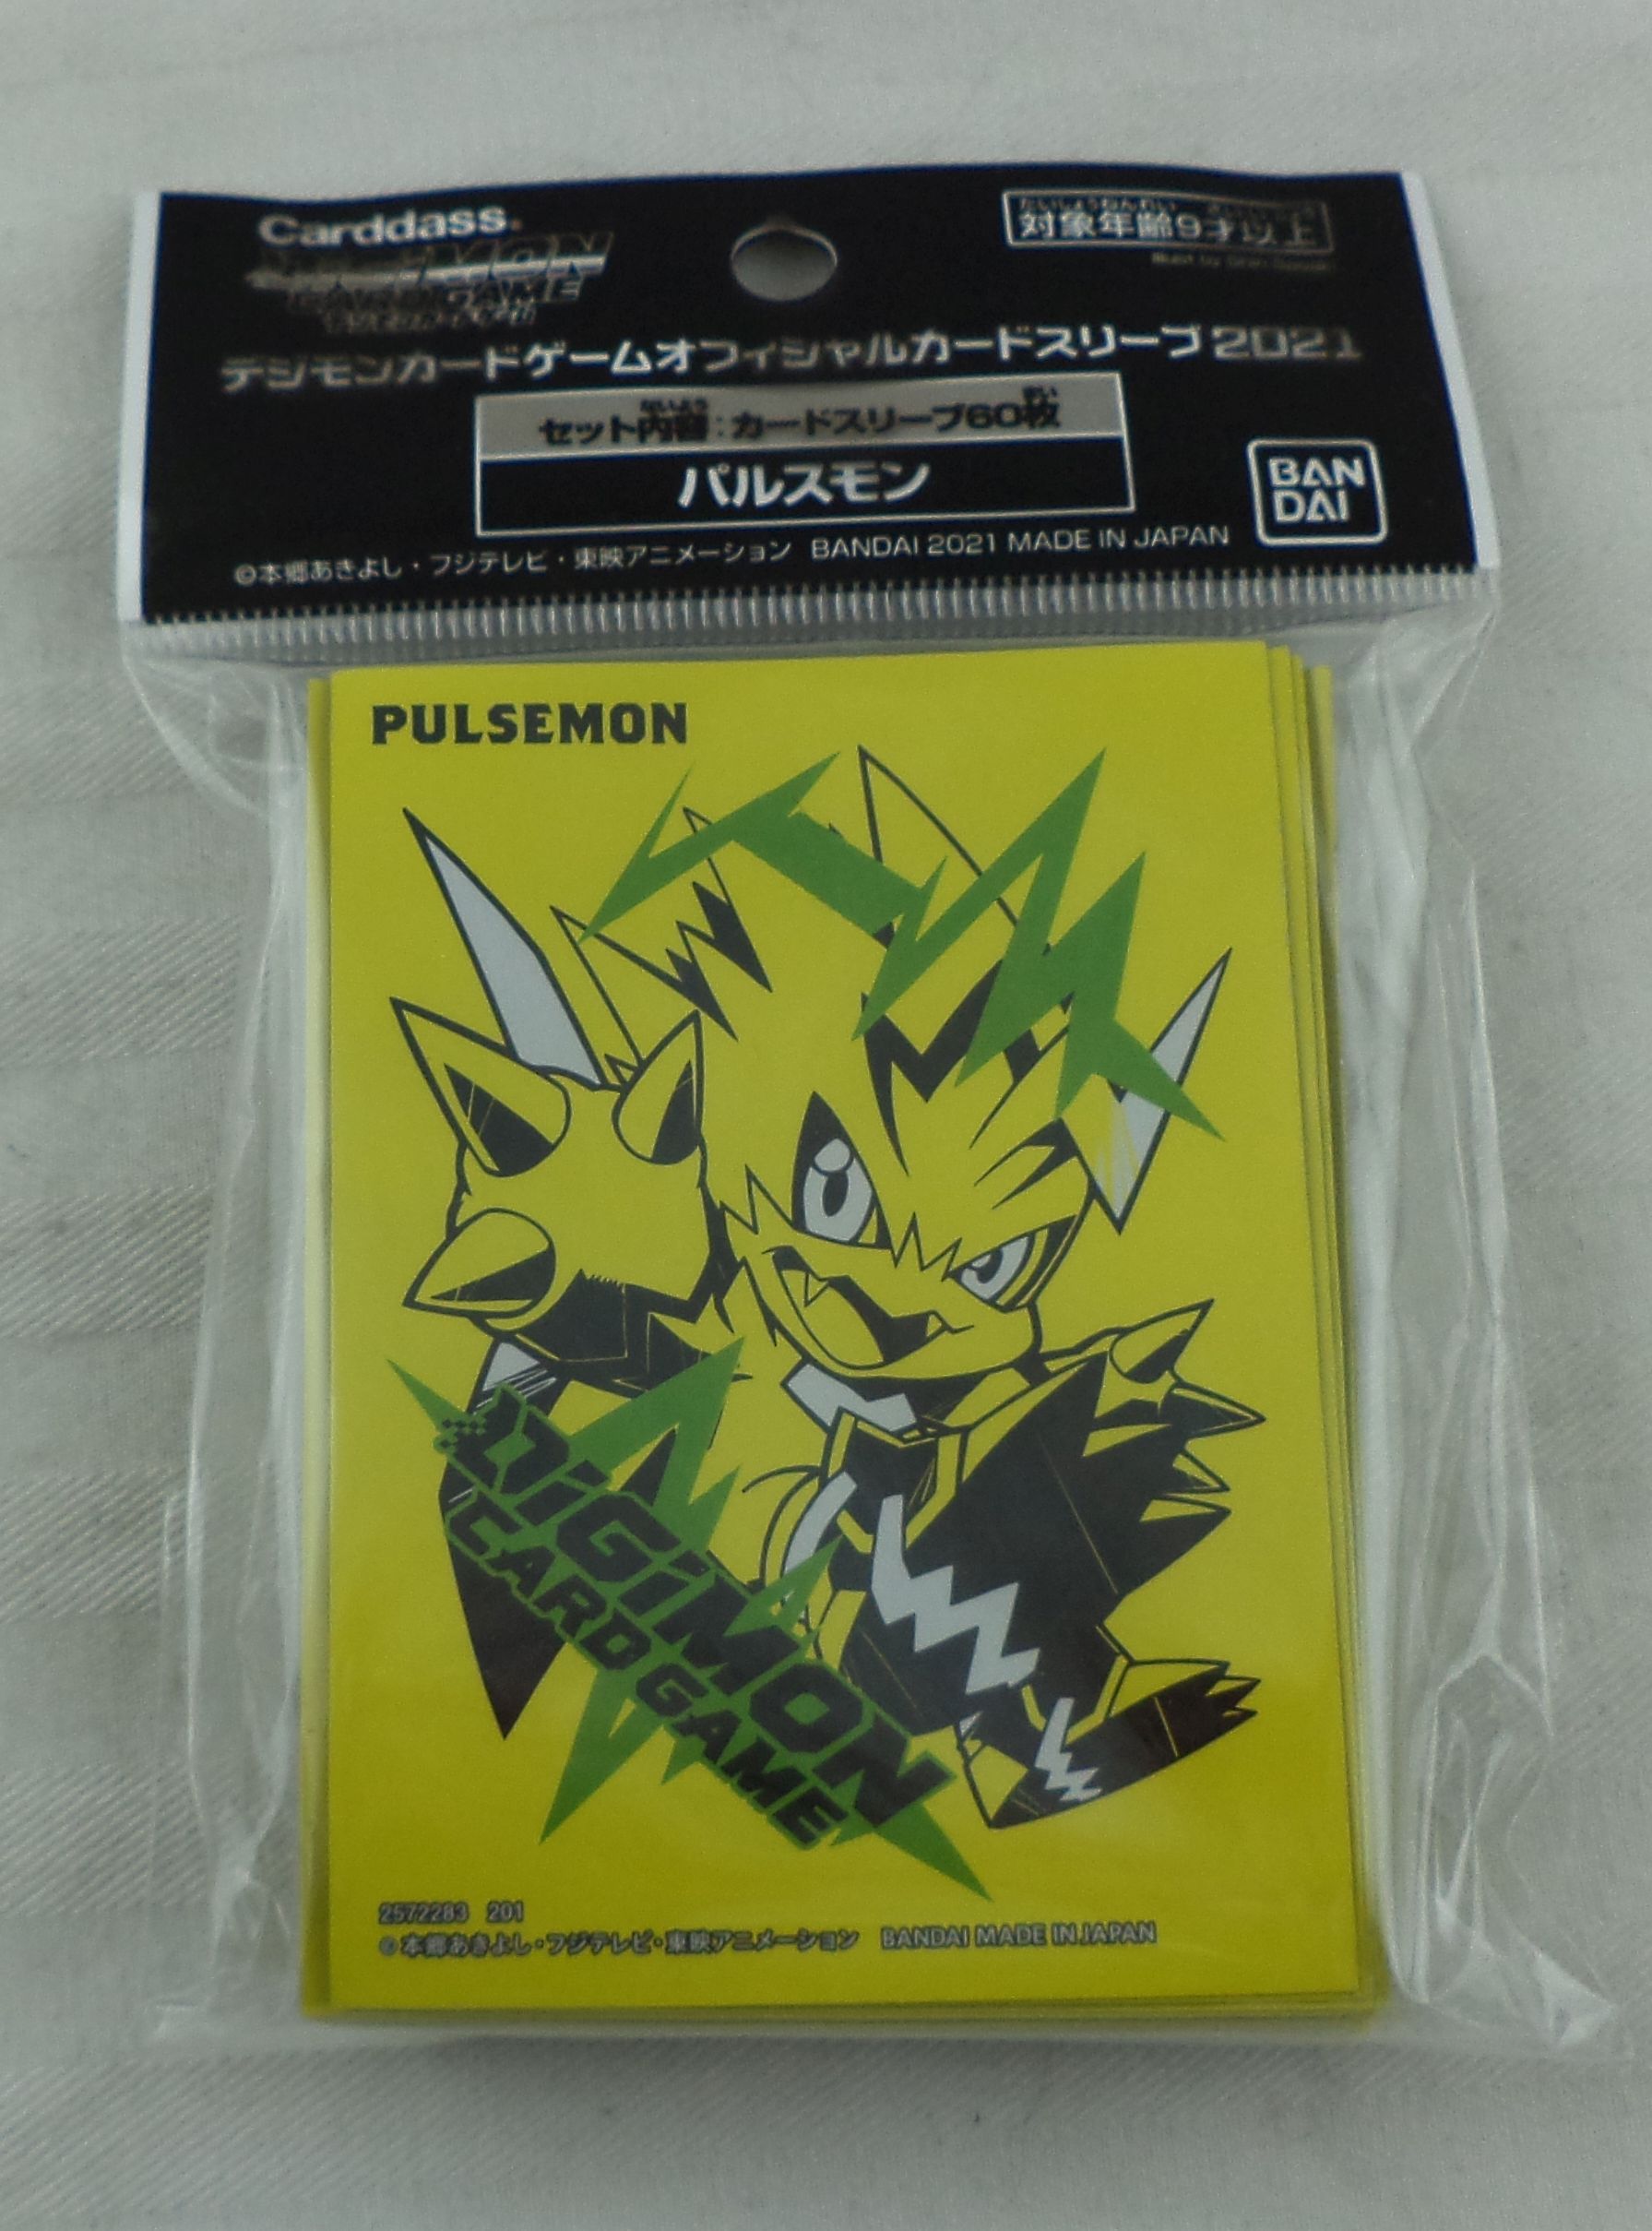 Carddass
たいしょうねんれい
対象年齢9才以上
CARD GAME
デジモンカードゲームオフィシャルカードスリーブ2021
ないよう
セット内容:カードスリーブ60枚
パルスモン
BAN
DAI
©本郷あきよし・フジテレビ・東映アニメーション BANDAI 2021 MADE IN JAPAN
PULSEMON
DiGiMON
CARD GAME
2572283 201
©本郷あきよし・フジテレビ・東映アニメーション BANDAI MADE IN JAPAN